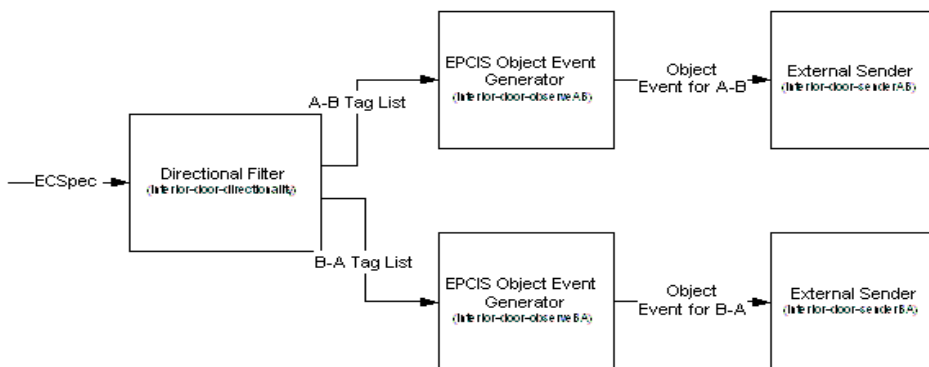 EPCIS Object Event
Generator
(Interior-door-observeAB)
Object
Event for A-B
External Sender
(Interior-door-senderAB)
A-B Tag List
ECSpec
Directional Filter
(Interior-door-directionality)
B-A Tag List
EPCIS Object Event
Generator
(Interior-door-observeBA)
Object
Event for B-A
External Sender
(Interior-door-senderBA)